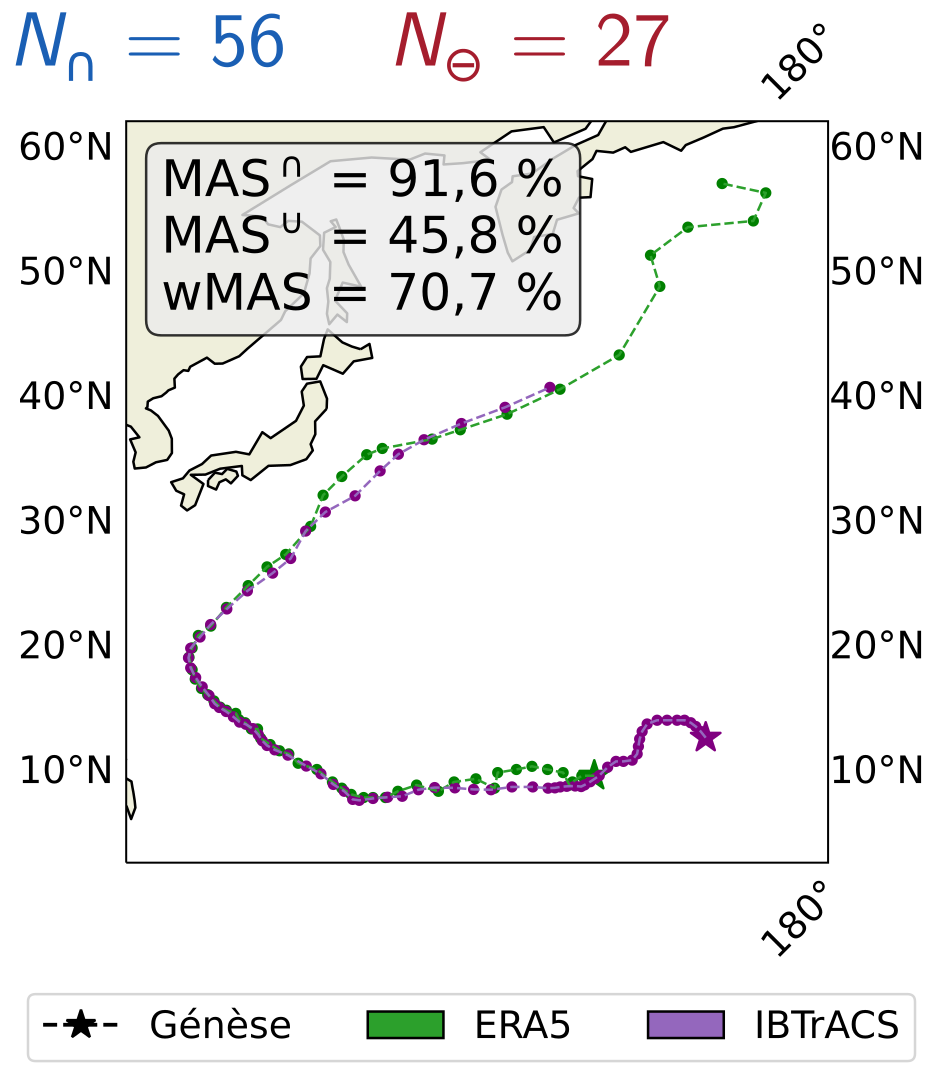 N∩ = 56 N⊖ = 27
180°
60°N 60°N
MAS∩ = 91,6 %
MAS∪ = 45,8 %
wMAS = 70,7 %
50°N 50°N
40°N 40°N
30°N 30°N
20°N 20°N
10°N 10°N
180°
Génèse ERA5 IBTrACS